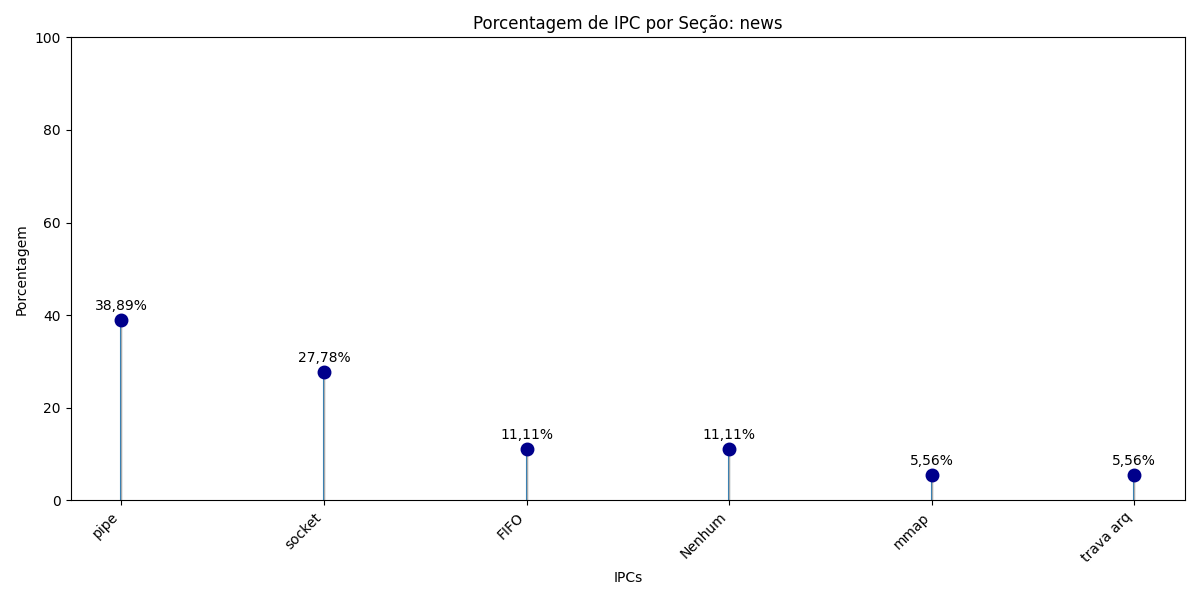 Porcentagem de IPC por Seção: news
100
80
60
40
20
0
Porcentagem
38,89%
27,78%
11,11%
11,11%
5,56%
5,56%
pipe
socket
FIFO
Nenhum
mmap
trava arq
IPCs